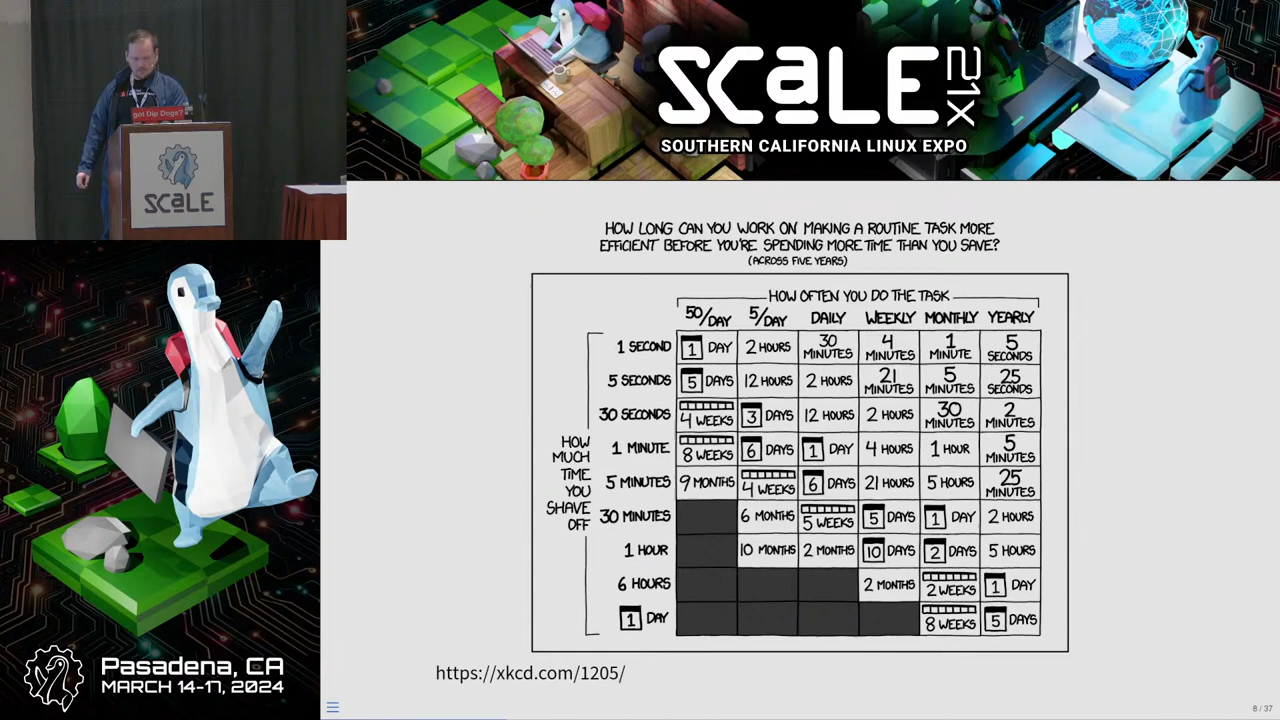 got Dip Dogs?
SCaLE
SCaLE 21X
SOUTHERN CALIFORNIA LINUX EXPO
HOW LONG CAN YOU WORK ON MAKING A ROUTINE TASK MORE
EFFICIENT BEFORE YOU'RE SPENDING MORE TIME THAN YOU SAVE?
(ACROSS FIVE YEARS)
HOW OFTEN YOU DO THE TASK
50/DAY 5/DAY DAILY WEEKLY MONTHLY YEARLY
HOW MUCH TIME YOU SHAVE OFF
1 SECOND 1 DAY 2 HOURS 30 MINUTES 4 MINUTES 1 MINUTE 5 SECONDS
5 SECONDS 5 DAYS 12 HOURS 2 HOURS 21 MINUTES 5 MINUTES 25 SECONDS
30 SECONDS 4 WEEKS 3 DAYS 12 HOURS 2 HOURS 30 MINUTES 2 MINUTES
1 MINUTE 8 WEEKS 6 DAYS 1 DAY 4 HOURS 1 HOUR 5 MINUTES
5 MINUTES 9 MONTHS 4 WEEKS 6 DAYS 21 HOURS 5 HOURS 25 MINUTES
30 MINUTES 6 MONTHS 5 WEEKS 5 DAYS 1 DAY 2 HOURS
1 HOUR 10 MONTHS 2 MONTHS 10 DAYS 2 DAYS 5 HOURS
6 HOURS 2 MONTHS 2 WEEKS 1 DAY
1 DAY 8 WEEKS 5 DAYS
https://xkcd.com/1205/
8 / 37
Pasadena, CA
MARCH 14-17, 2024